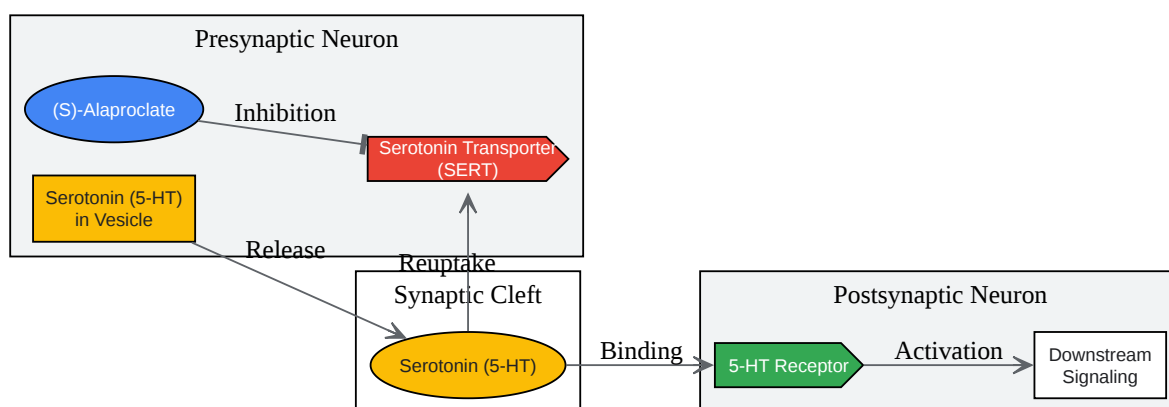 Presynaptic Neuron
(S)-Alaproclate
Inhibition
Serotonin Transporter
(SERT)
Serotonin (5-HT)
in Vesicle
Release
Reuptake
Synaptic Cleft
Postsynaptic Neuron
Serotonin (5-HT)
Binding
5-HT Receptor
Activation
Downstream
Signaling